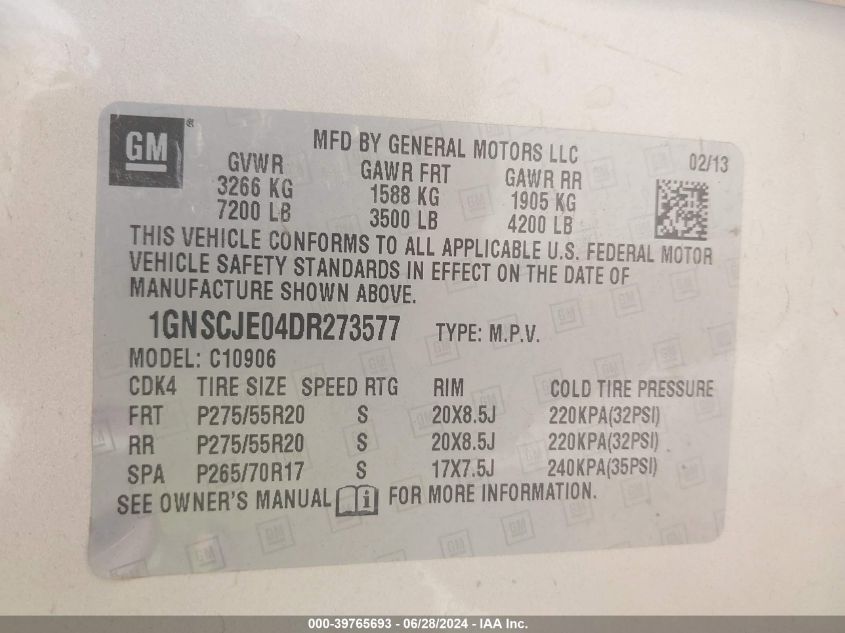 GM ®
MFD BY GENERAL MOTORS LLC 02/13
GVWR GAWR FRT GAWR RR
3266 KG 1588 KG 1905 KG
7200 LB 3500 LB 4200 LB
THIS VEHICLE CONFORMS TO ALL APPLICABLE U.S. FEDERAL MOTOR
VEHICLE SAFETY STANDARDS IN EFFECT ON THE DATE OF
MANUFACTURE SHOWN ABOVE.
1GNSCJE04DR273577 TYPE: M.P.V.
MODEL: C10906
CDK4 TIRE SIZE SPEED RTG RIM COLD TIRE PRESSURE
FRT P275/55R20 S 20X8.5J 220KPA(32PSI)
RR P275/55R20 S 20X8.5J 220KPA(32PSI)
SPA P265/70R17 S 17X7.5J 240KPA(35PSI)
SEE OWNER'S MANUAL i FOR MORE INFORMATION.
000-39765693 - 06/28/2024 - IAA Inc.